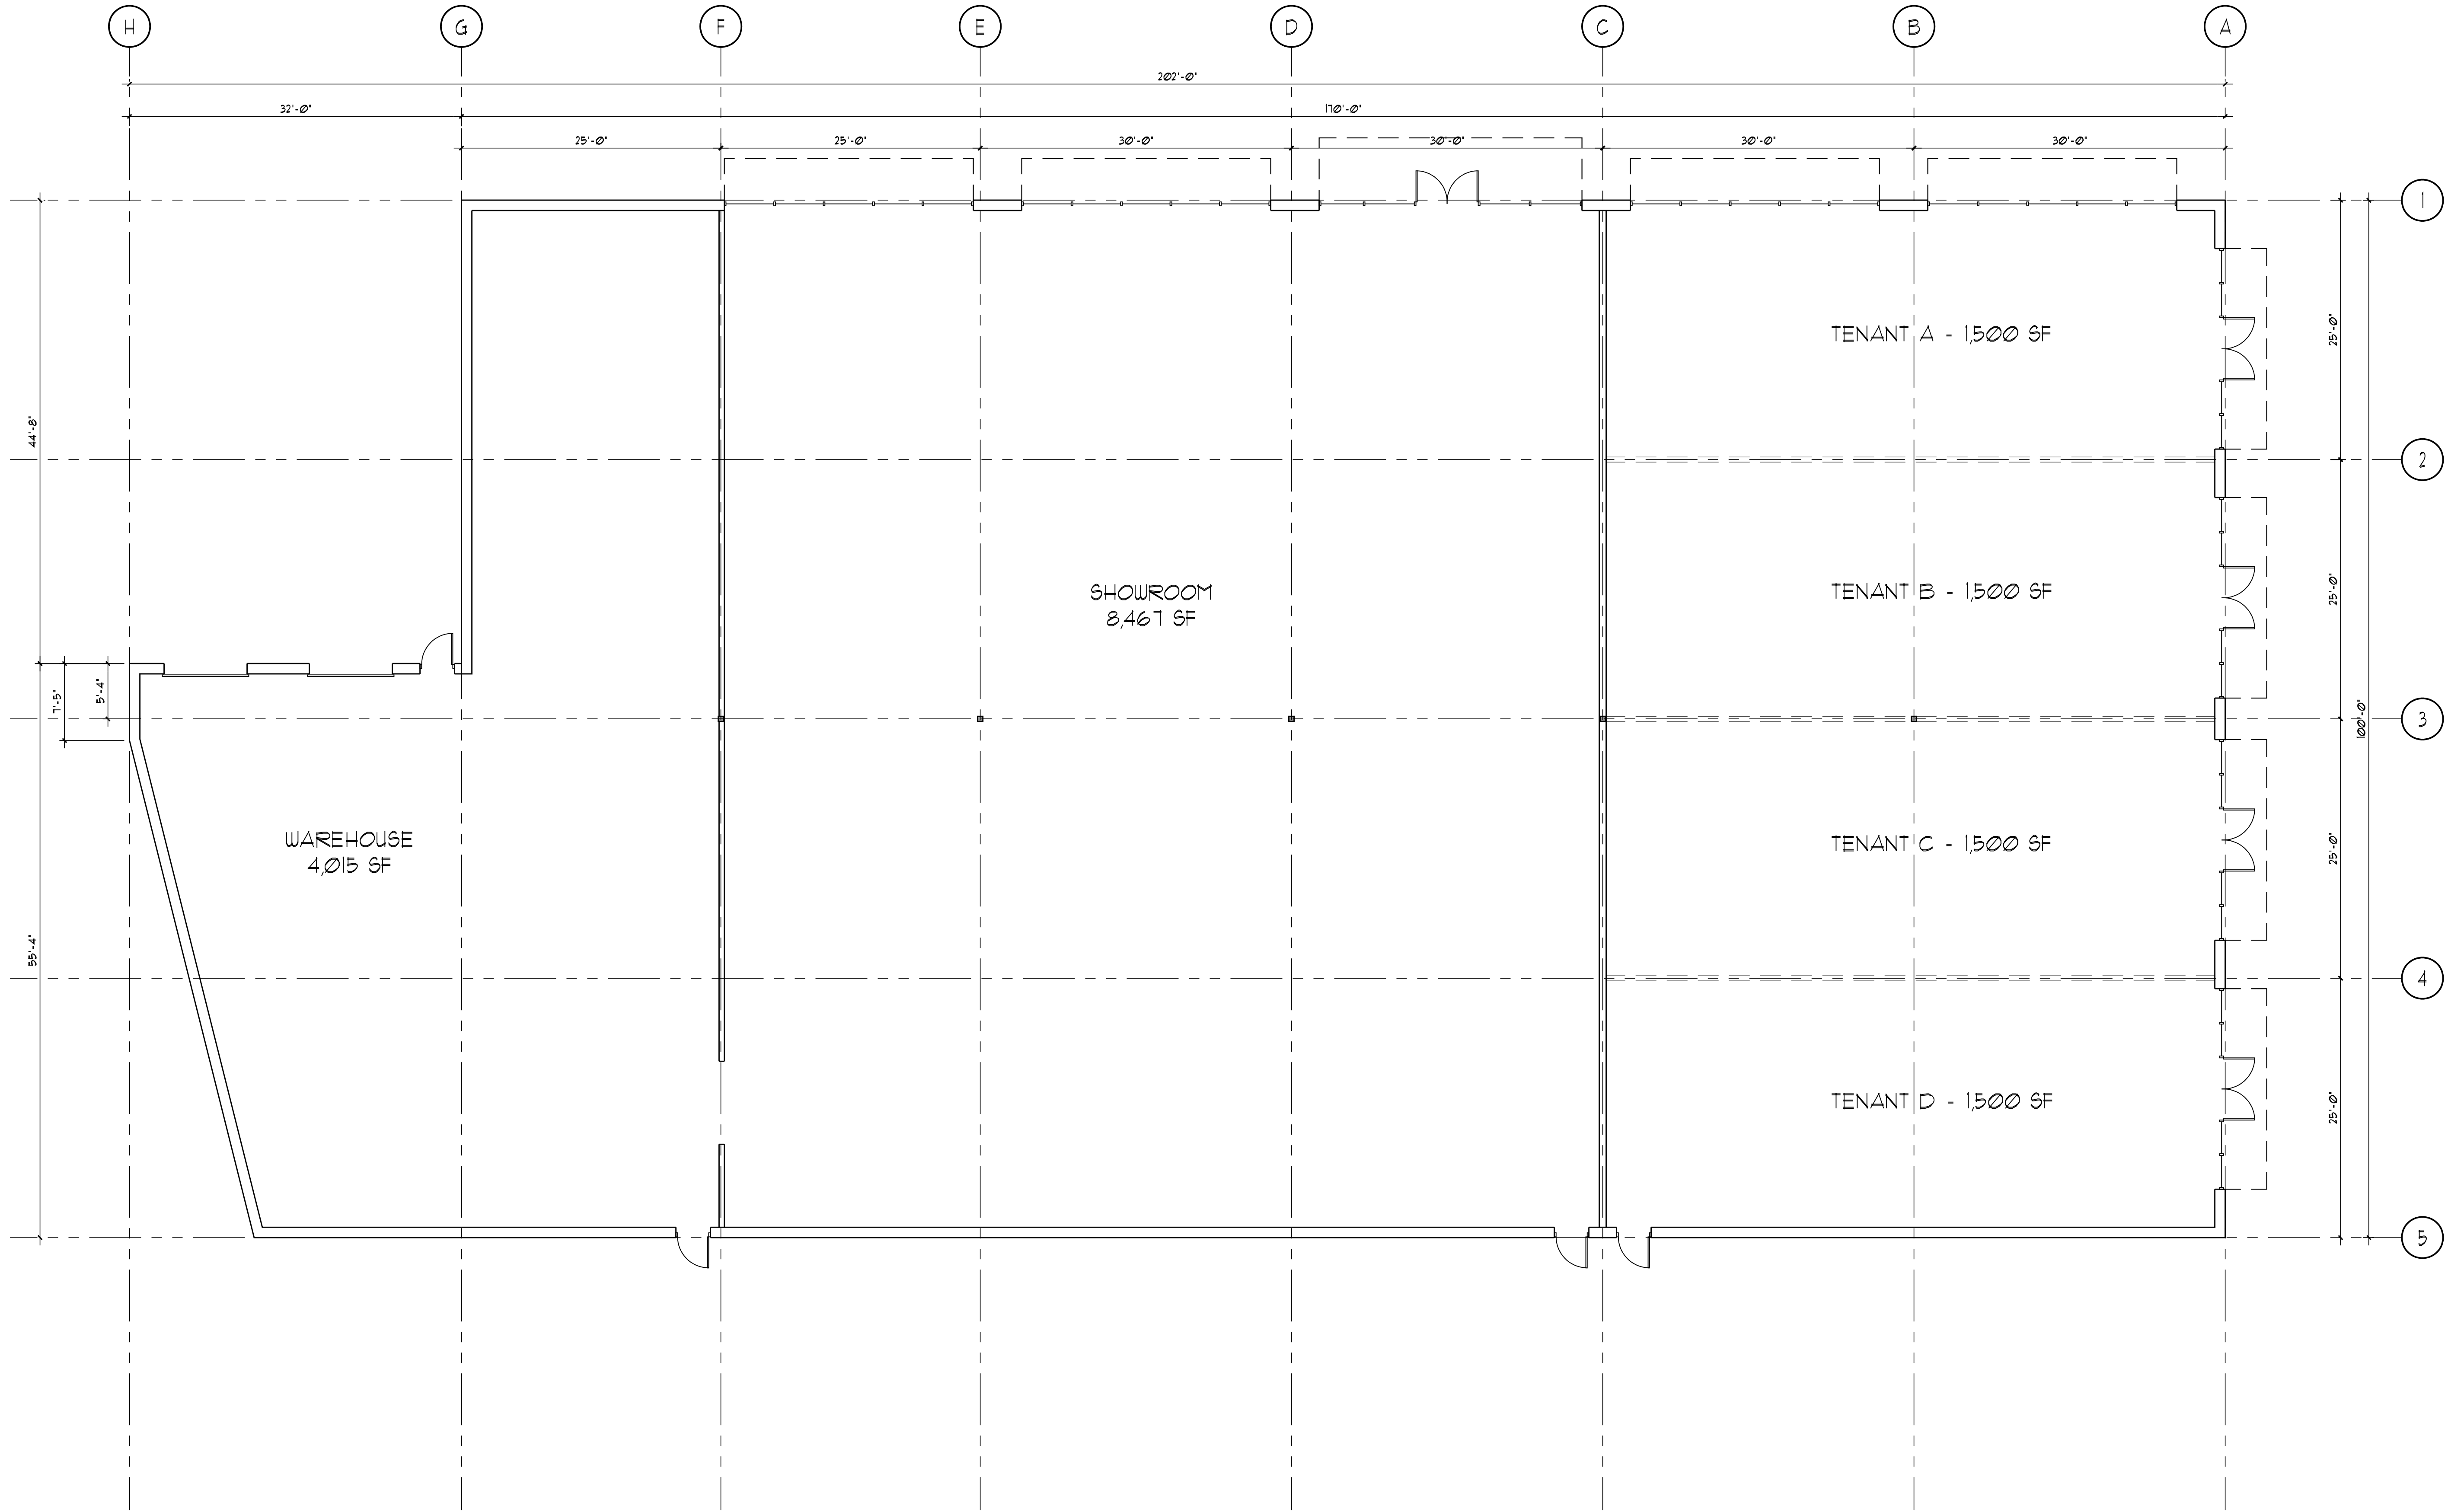 H G F E D C B A
202'-0"
32'-0" 170'-0"
25'-0" 25'-0" 30'-0" 30'-0" 30'-0" 30'-0"
1
25'-0"
TENANT A - 1,500 SF
44'-8"
2
SHOWROOM
8,467 SF
TENANT B - 1,500 SF
25'-0"
5'-4"
7'-5"
100'-0"
3
WAREHOUSE
4,015 SF
TENANT C - 1,500 SF
25'-0"
55'-4"
4
TENANT D - 1,500 SF
25'-0"
5